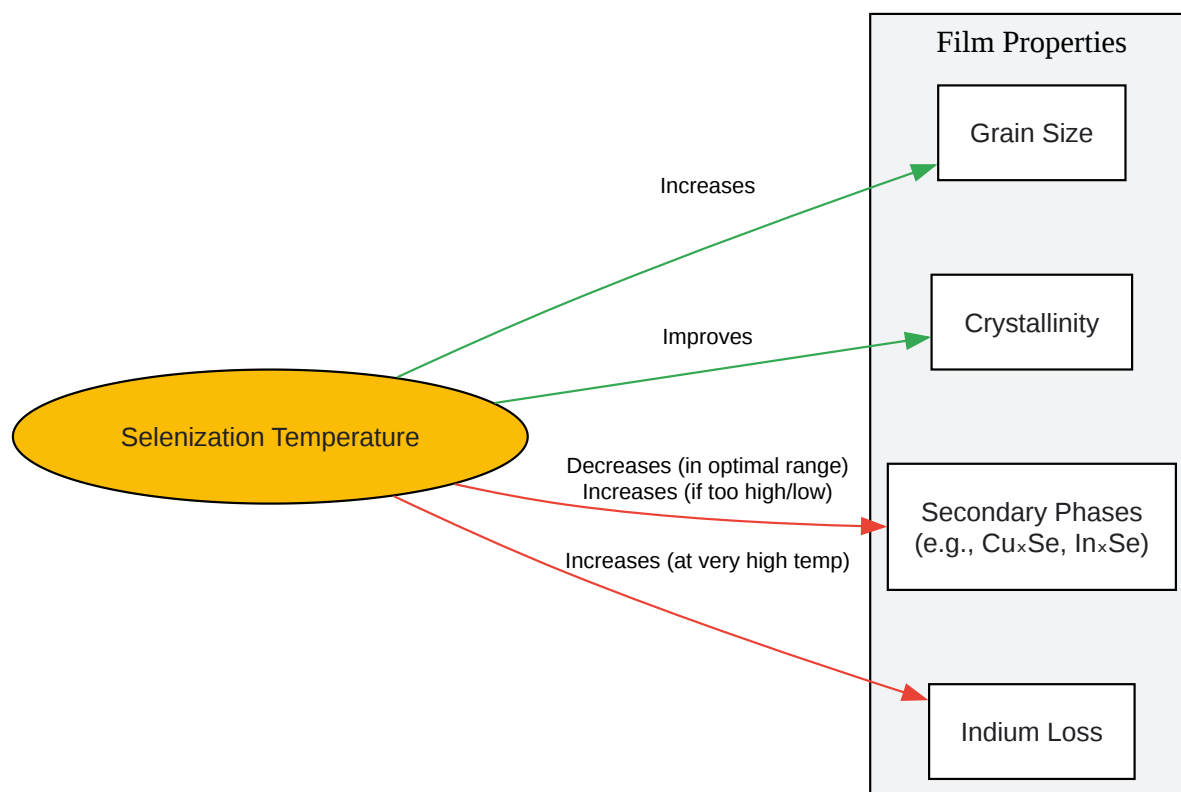 Film Properties
Grain Size
Increases
Crystallinity
Improves
Selenization Temperature
Decreases (in optimal range)
Increases (if too high/low)
Secondary Phases
(e.g., CuₓSe, InₓSe)
Increases (at very high temp)
Indium Loss